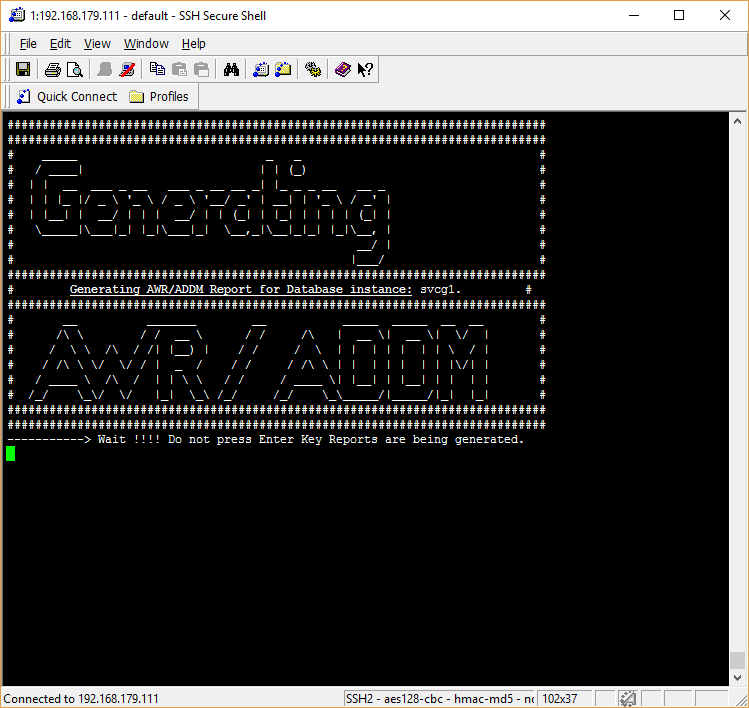 1:192.168.179.111 - default - SSH Secure Shell
File Edit View Window Help
Quick Connect Profiles
#############################################################################
#############################################################################
Generating
#############################################################################
# Generating AWR/ADDM Report for Database instance: svcg1. #
#############################################################################
AWR/ADDM
#############################################################################
#############################################################################
-----------> Wait !!!! Do not press Enter Key Reports are being generated.
Connected to 192.168.179.111 SSH2 - aes128-cbc - hmac-md5 - nc 102x37